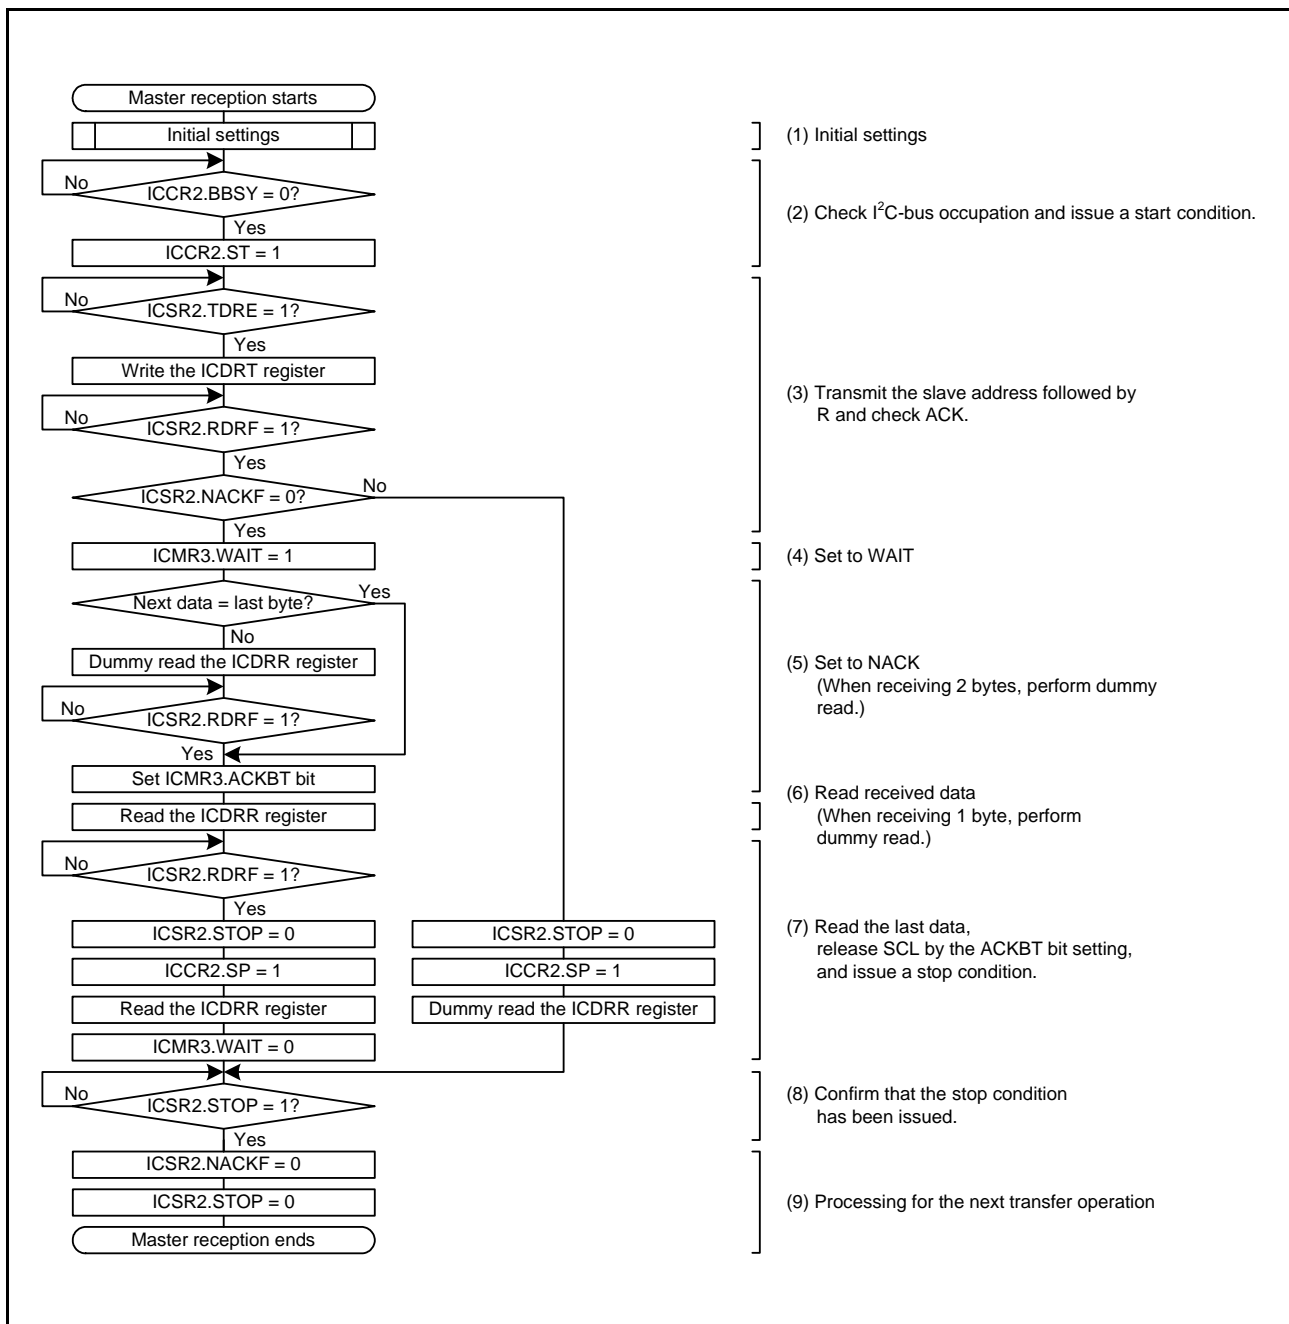 Master reception starts
Initial settings
(1) Initial settings
No
ICCR2.BBSY = 0?
Yes
(2) Check I²C-bus occupation and issue a start condition.
ICCR2.ST = 1
No
ICSR2.TDRE = 1?
Yes
Write the ICDRT register
(3) Transmit the slave address followed by
R and check ACK.
No
ICSR2.RDRF = 1?
Yes
ICSR2.NACKF = 0?
No
Yes
ICMR3.WAIT = 1
(4) Set to WAIT
Next data = last byte?
Yes
No
Dummy read the ICDRR register
(5) Set to NACK
(When receiving 2 bytes, perform dummy
read.)
No
ICSR2.RDRF = 1?
Yes
Set ICMR3.ACKBT bit
(6) Read received data
(When receiving 1 byte, perform
dummy read.)
Read the ICDRR register
No
ICSR2.RDRF = 1?
Yes
ICSR2.STOP = 0
ICCR2.SP = 1
Read the ICDRR register
ICMR3.WAIT = 0
ICSR2.STOP = 0
ICCR2.SP = 1
Dummy read the ICDRR register
(7) Read the last data,
release SCL by the ACKBT bit setting,
and issue a stop condition.
No
ICSR2.STOP = 1?
Yes
(8) Confirm that the stop condition
has been issued.
ICSR2.NACKF = 0
ICSR2.STOP = 0
(9) Processing for the next transfer operation
Master reception ends